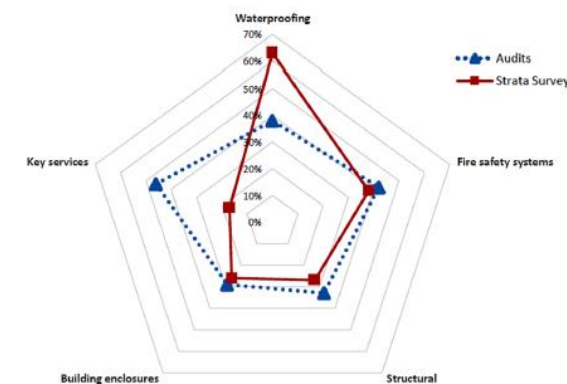 Waterproofing
70%
60%
50%
40%
30%
20%
10%
0%
Audits
Strata Survey
Key services
Fire safety systems
Building enclosures
Structural